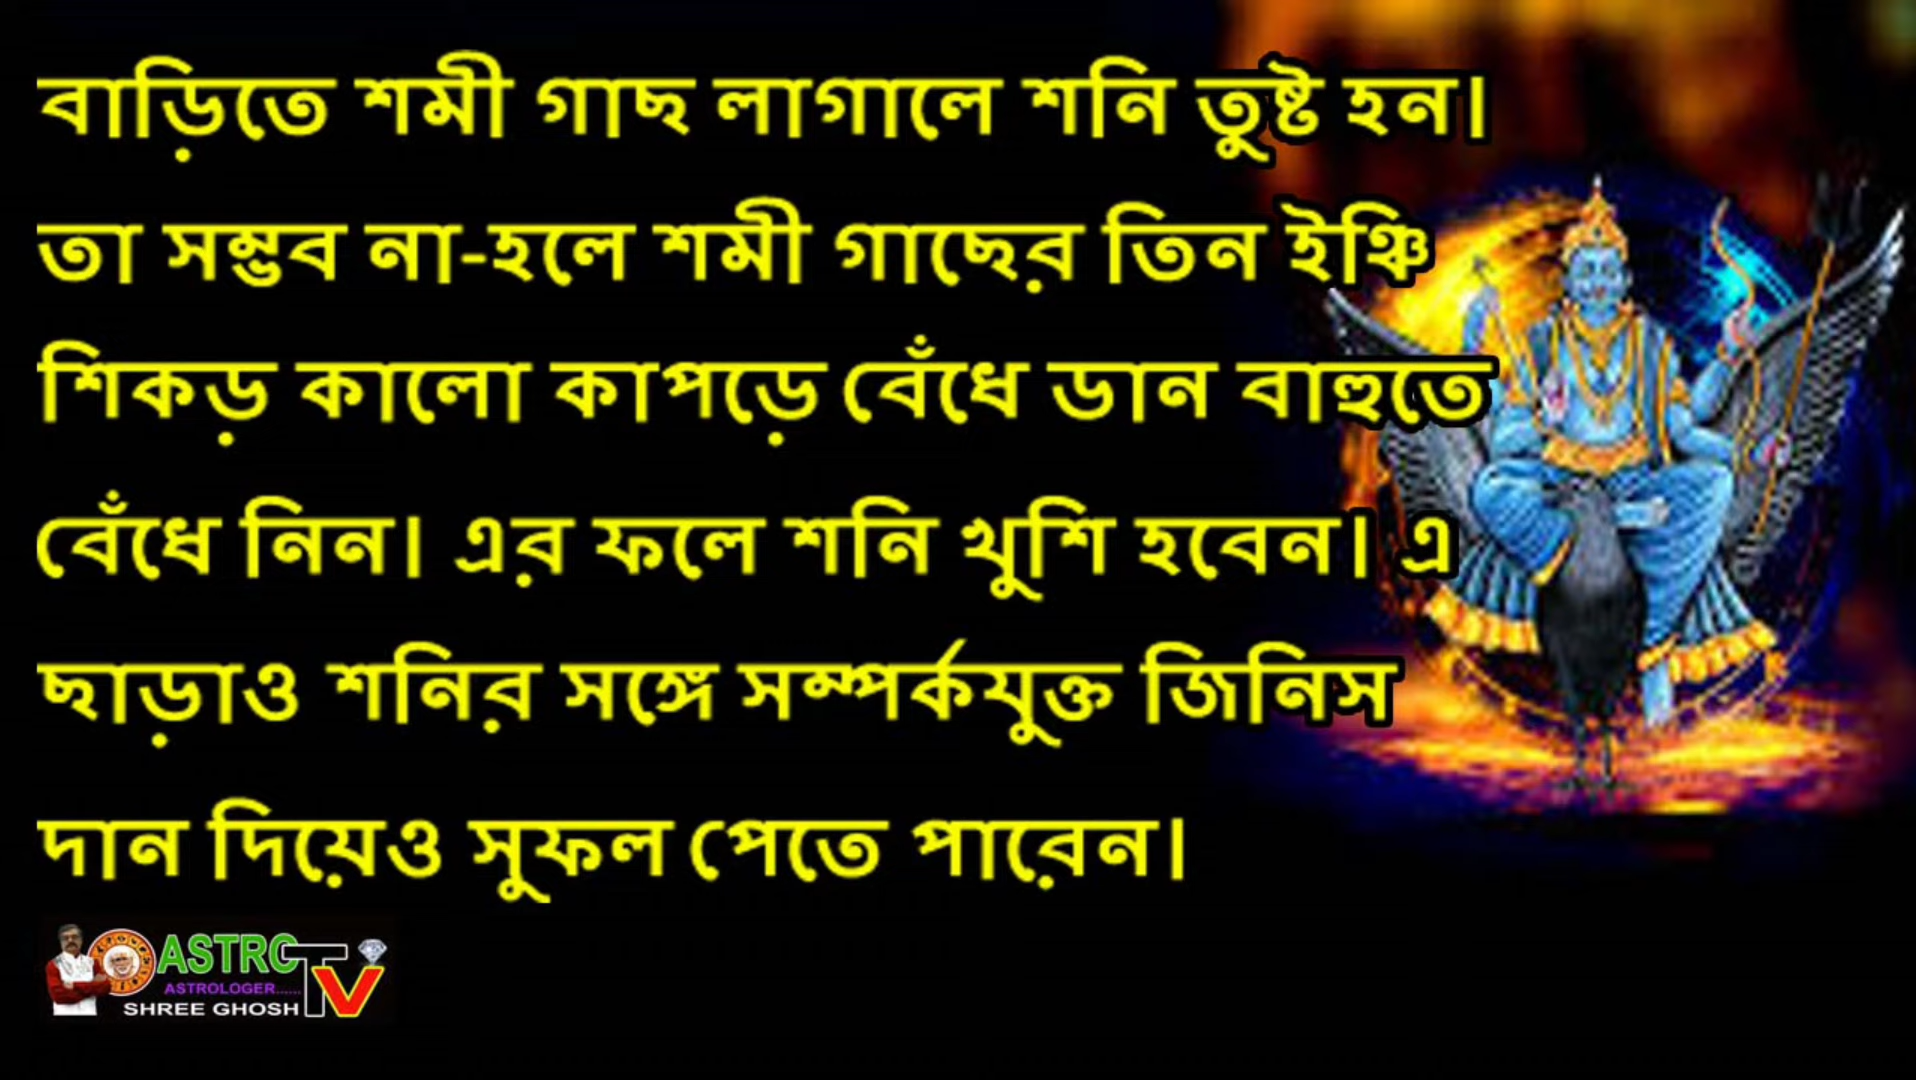 বাড়িতে শমী গাছ লাগালে শনি তুষ্ট হন।
তা সম্ভব না-হলে শমী গাছের তিন ইঞ্চি
শিকড় কালো কাপড়ে বেঁধে ডান বাহুতে
বেঁধে নিন। এর ফলে শনি খুশি হবেন। এ
ছাড়াও শনির সঙ্গে সম্পর্কযুক্ত জিনিস
দান দিয়েও সুফল পেতে পারেন।
ASTRO TV
ASTROLOGER......
SHREE GHOSH